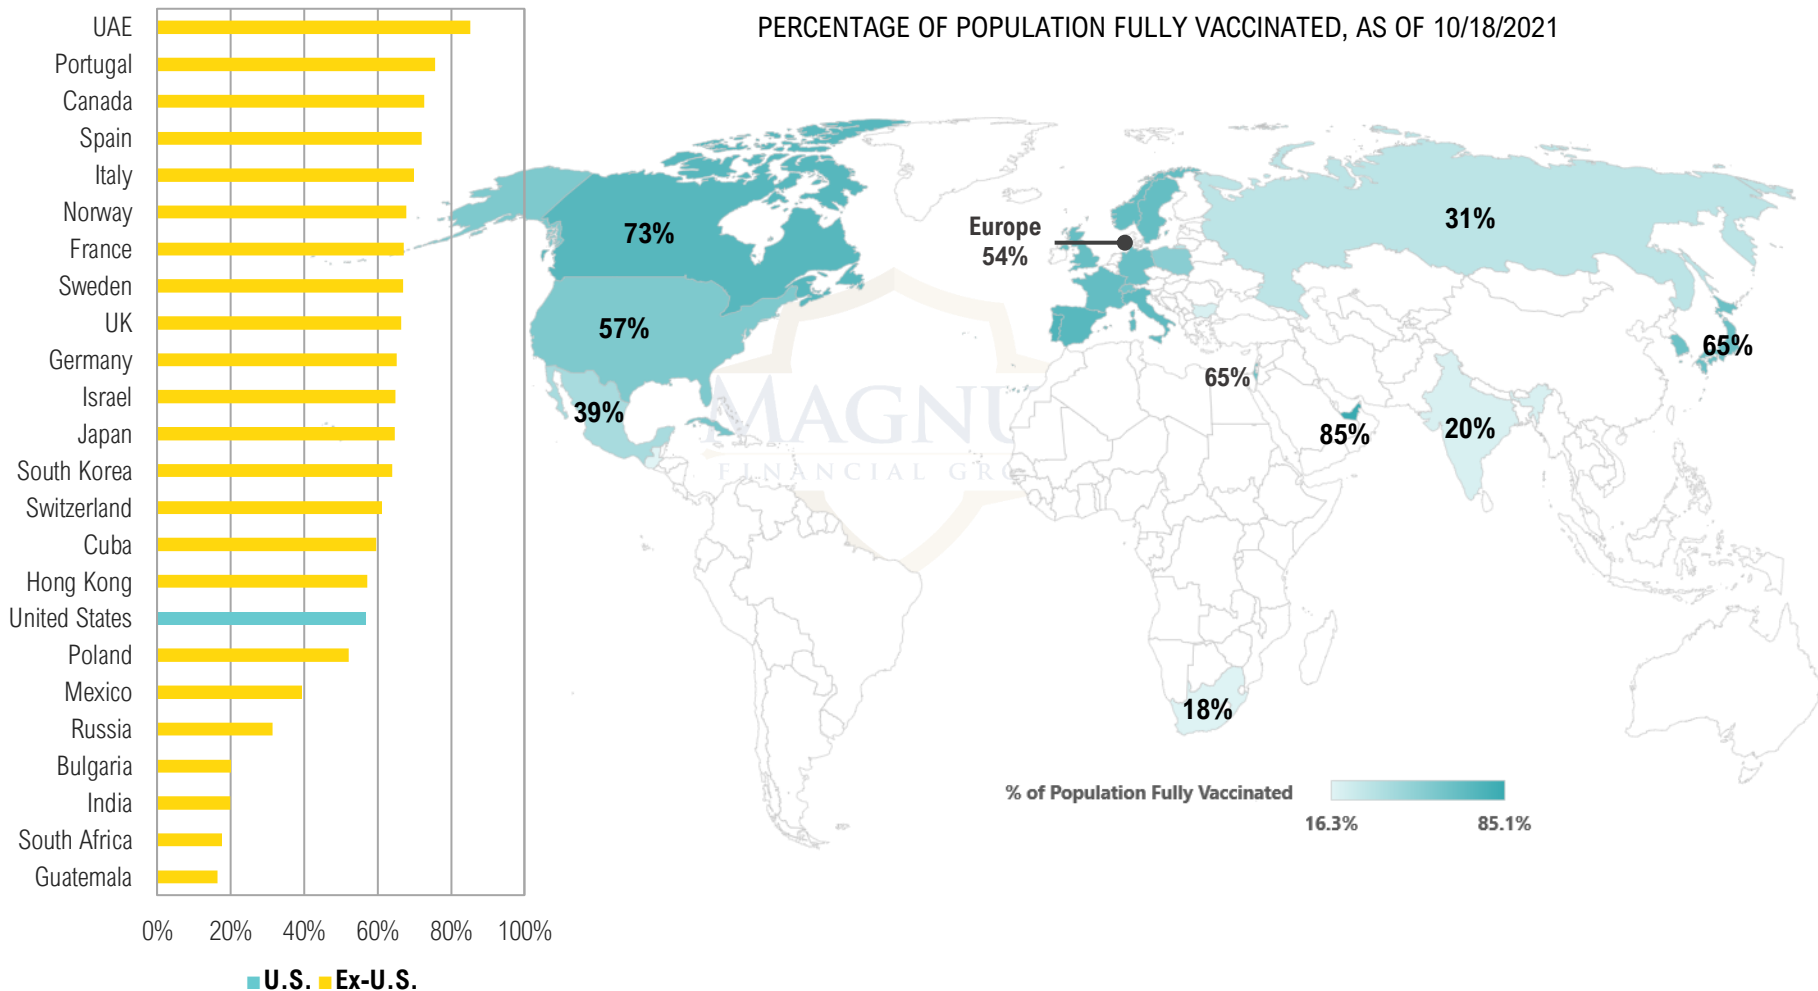 PERCENTAGE OF POPULATION FULLY VACCINATED, AS OF 10/18/2021
UAE
Portugal
Canada
Spain
Italy
Norway
France
Sweden
UK
Germany
Israel
Japan
South Korea
Switzerland
Cuba
Hong Kong
United States
Poland
Mexico
Russia
Bulgaria
India
South Africa
Guatemala
0% 20% 40% 60% 80% 100%
U.S. Ex-U.S.
73%
Europe
54%
31%
57%
65%
65%
39%
85%
20%
18%
MAGNU
FINANCIAL GR
% of Population Fully Vaccinated
16.3% 85.1%